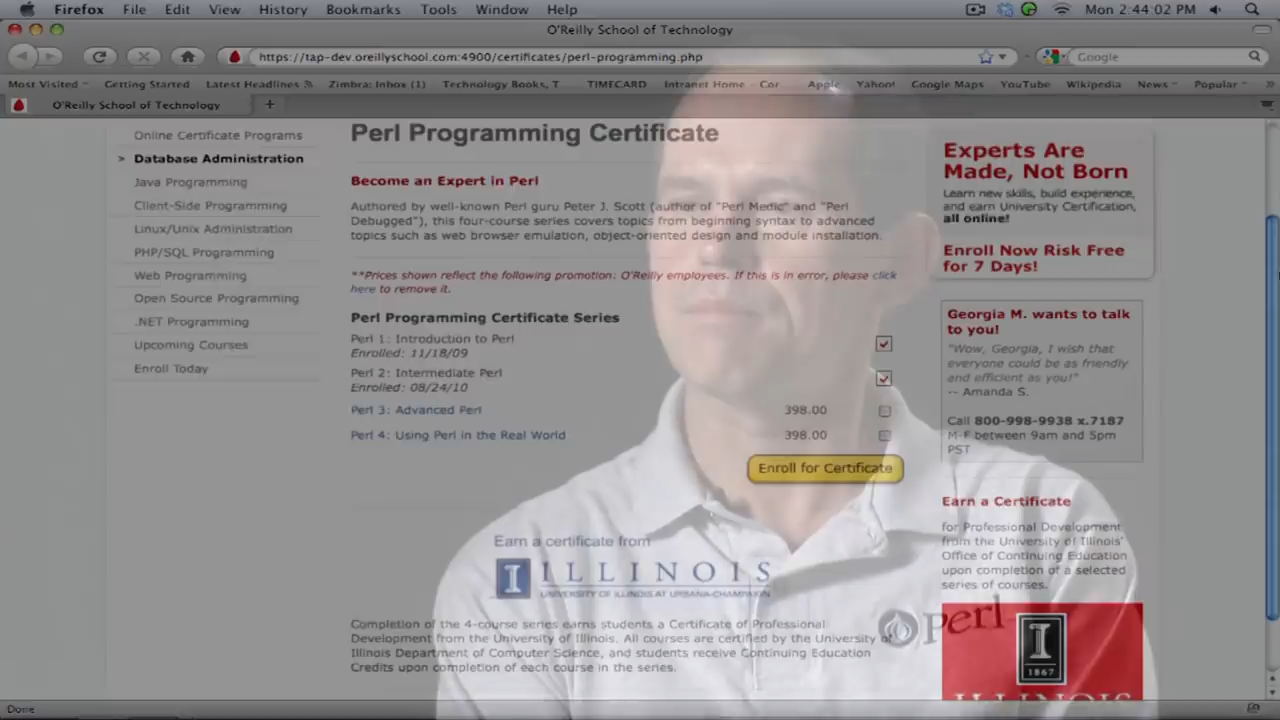 Firefox File Edit View History Bookmarks Tools Window Help
Mon 2:44:02 PM
O'Reilly School of Technology
https://tap-dev.oreillyschool.com:4900/certificates/perl-programming.php
Google
Most Visited Getting Started Latest Headlines Zimbra: Inbox (1) Technology Books, T TIMECARD Intranet Home - Cor Apple Yahoo! Google Maps YouTube Wikipedia News Popular
O'Reilly School of Technology
Online Certificate Programs
Database Administration
Java Programming
Client-Side Programming
Linux/Unix Administration
PHP/SQL Programming
Web Programming
Open Source Programming
.NET Programming
Upcoming Courses
Enroll Today
Perl Programming Certificate
Become an Expert in Perl
Authored by well-known Perl guru Peter J. Scott (author of "Perl Medic" and "Perl
Debugged"), this four-course series covers topics from beginning syntax to advanced
topics such as web browser emulation, object-oriented design and module installation.
**Prices shown reflect the following promotion: O'Reilly employees. If this is in error, please click
here to remove it.
Perl Programming Certificate Series
Perl 1: Introduction to Perl
Enrolled: 11/18/09
Perl 2: Intermediate Perl
Enrolled: 08/24/10
Perl 3: Advanced Perl 398.00
Perl 4: Using Perl in the Real World 398.00
Enroll for Certificate
Earn a certificate from
I ILLINOIS
UNIVERSITY OF ILLINOIS AT URBANA-CHAMPAIGN
Completion of the 4-course series earns students a Certificate of Professional
Development from the University of Illinois. All courses are certified by the University of
Illinois Department of Computer Science, and students receive Continuing Education
Credits upon completion of each course in the series.
perl
Experts Are
Made, Not Born
Learn new skills, build experience,
and earn University Certification,
all online!
Enroll Now Risk Free
for 7 Days!
Georgia M. wants to talk
to you!
"Wow, Georgia, I wish that
everyone could be as friendly
and efficient as you!"
-- Amanda S.
Call 800-998-9938 x.7187
M-F between 9am and 5pm
PST
Earn a Certificate
for Professional Development
from the University of Illinois'
Office of Continuing Education
upon completion of a selected
series of courses.
I
1867
ILLINOIS
Done